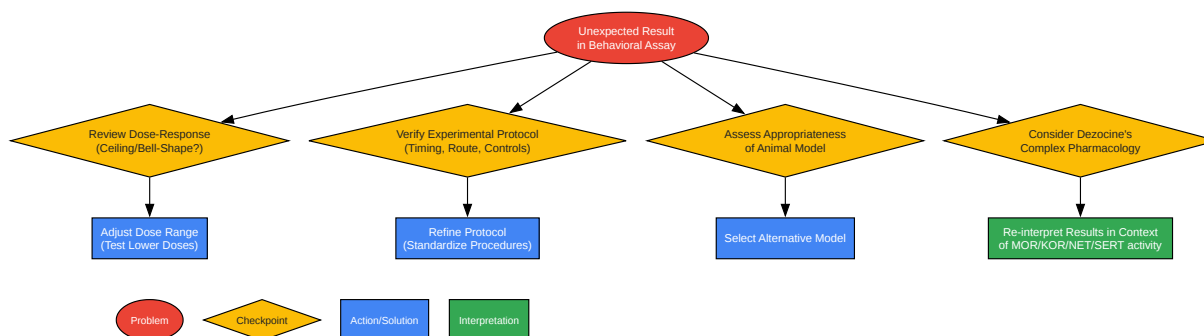 Unexpected Result
in Behavioral Assay
Review Dose-Response
(Ceiling/Bell-Shape?)
Verify Experimental Protocol
(Timing, Route, Controls)
Assess Appropriateness
of Animal Model
Consider Dezocine's
Complex Pharmacology
Adjust Dose Range
(Test Lower Doses)
Refine Protocol
(Standardize Procedures)
Select Alternative Model
Re-interpret Results in Context
of MOR/KOR/NET/SERT activity
Problem
Checkpoint
Action/Solution
Interpretation